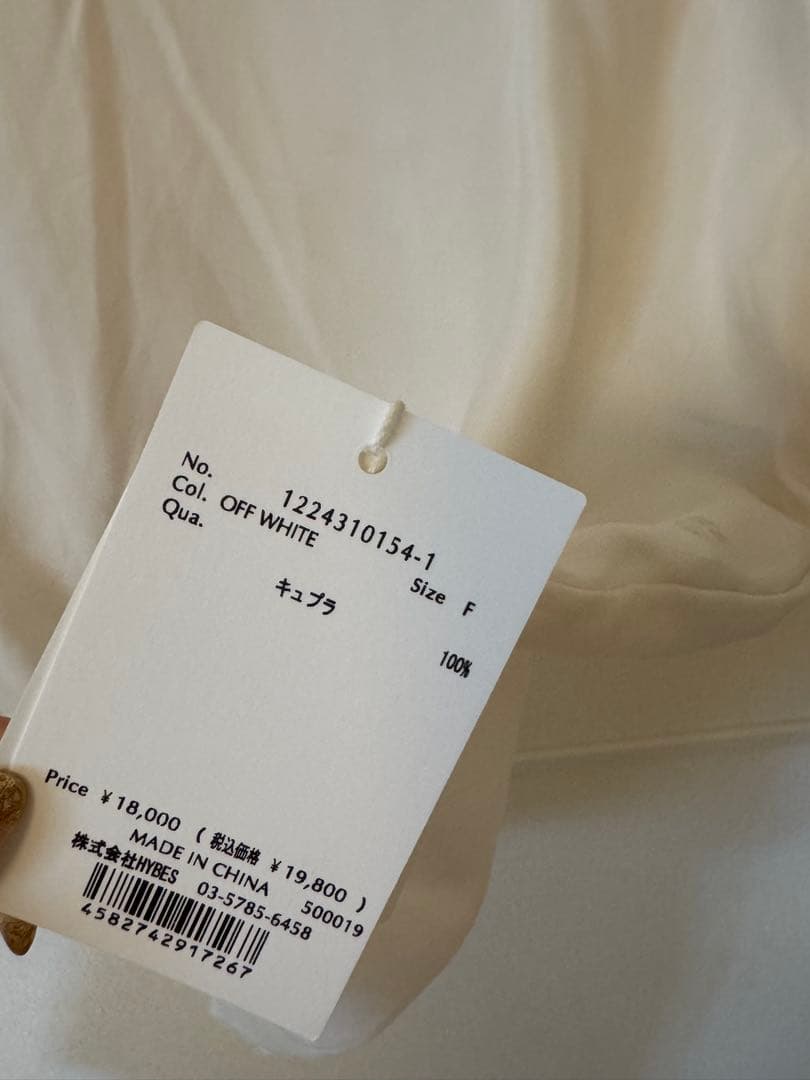 No. 1224310154-1
Col. OFF WHITE Size F
Qua.
キュプラ
100%
Price ¥18,000 ( 税込価格 ¥19,800 )
MADE IN CHINA 500019
株式会社HYBES 03-5785-6458
4582742917267